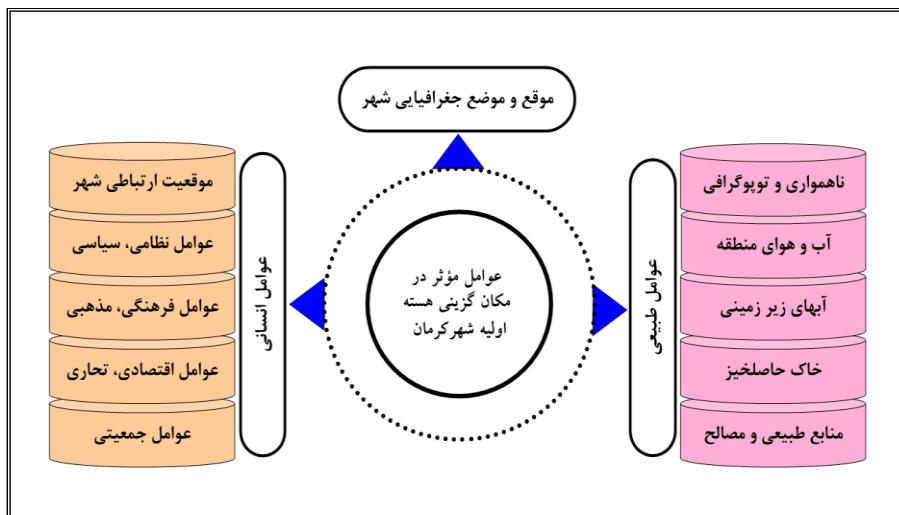 موقع و موضع جغرافیایی شهر
ناهمواری و توپوگرافی
آب و هوای منطقه
آبهای زیر زمینی
خاک حاصلخیز
منابع طبیعی و مصالح
عوامل طبیعی
عوامل مؤثر در
مکان گزینی هسته
اولیه شهرکرمان
عوامل انسانی
موقعیت ارتباطی شهر
عوامل نظامی، سیاسی
عوامل فرهنگی، مذهبی
عوامل اقتصادی، تحاری
عوامل جمعیتی